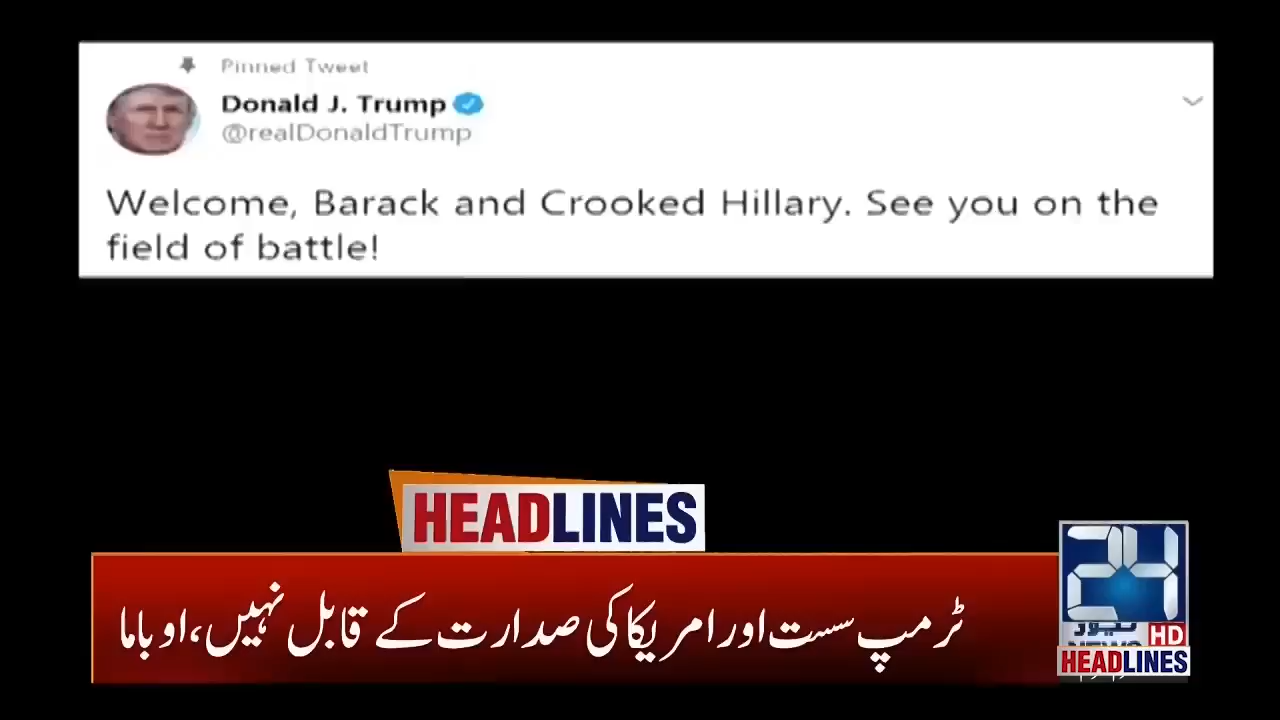 Pinned Tweet
Donald J. Trump
@realDonaldTrump
Welcome, Barack and Crooked Hillary. See you on the
field of battle!
HEADLINES
ٹرمپ سست اور امریکا کی صدارت کے قابل نہیں، اوباما
24
نیوز HD
HEADLINES